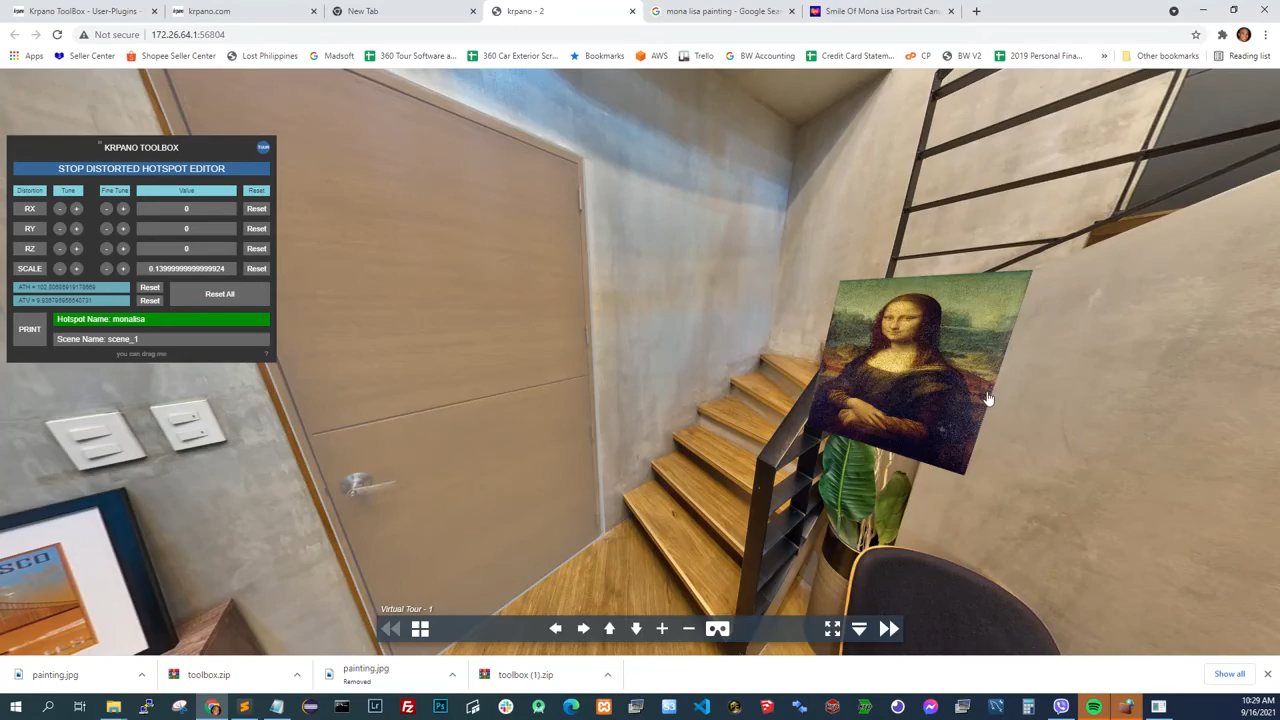 Krpano ToolBox - User-Plugins -
krpano.com
New Tab
krpano - 2
mona lisa painting - Google Sea
Smile Of Mona Lisa Portrait Can
Not secure | 172.26.64.1:56804
Apps
Seller Center
Shopee Seller Center
Lost Philippines
Madsoft
360 Tour Software a...
360 Car Exterior Scr...
Bookmarks
AWS
Trello
BW Accounting
Credit Card Statem...
CP
BW V2
2019 Personal Fina...
Other bookmarks
Reading list
KRPANO TOOLBOX
STOP DISTORTED HOTSPOT EDITOR
Distortion Tune Fine Tune Value Reset
RX - + - + 0 Reset
RY - + - + 0 Reset
RZ - + - + 0 Reset
SCALE - + - + 0.13999999999999924 Reset
Reset
Reset
Reset All
PRINT
Hotspot Name: monalisa
Scene Name: scene_1
you can drag me ?
SCO
Virtual Tour - 1
painting.jpg
toolbox.zip
painting.jpg
Removed
toolbox (1).zip
Show all
10:29 AM
9/16/2021